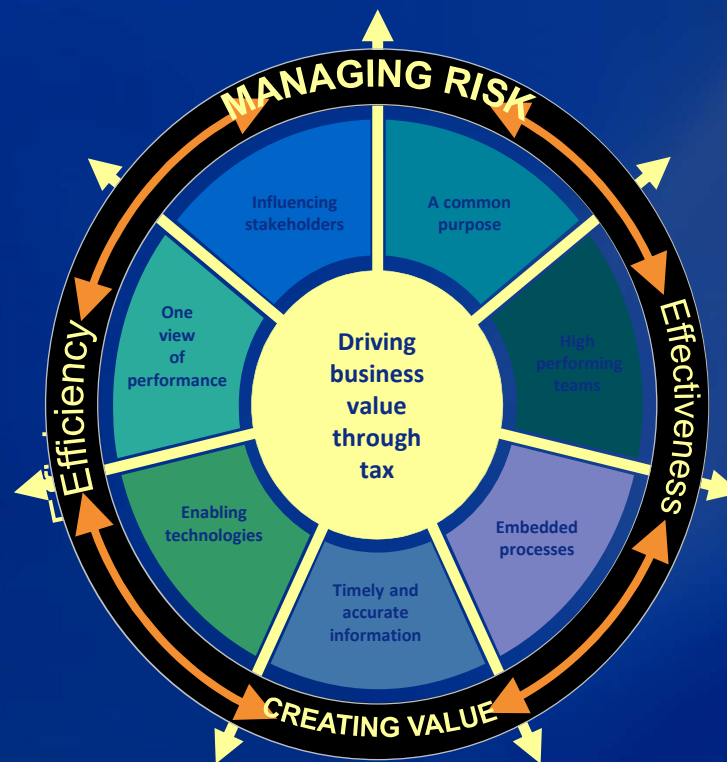 MANAGING RISK
Influencing
stakeholders
A common
purpose
One
view
of
performance
High
performing
teams
Driving
business
value
through
tax
Efficiency
Effectiveness
Enabling
technologies
Embedded
processes
Timely and
accurate
information
CREATING VALUE